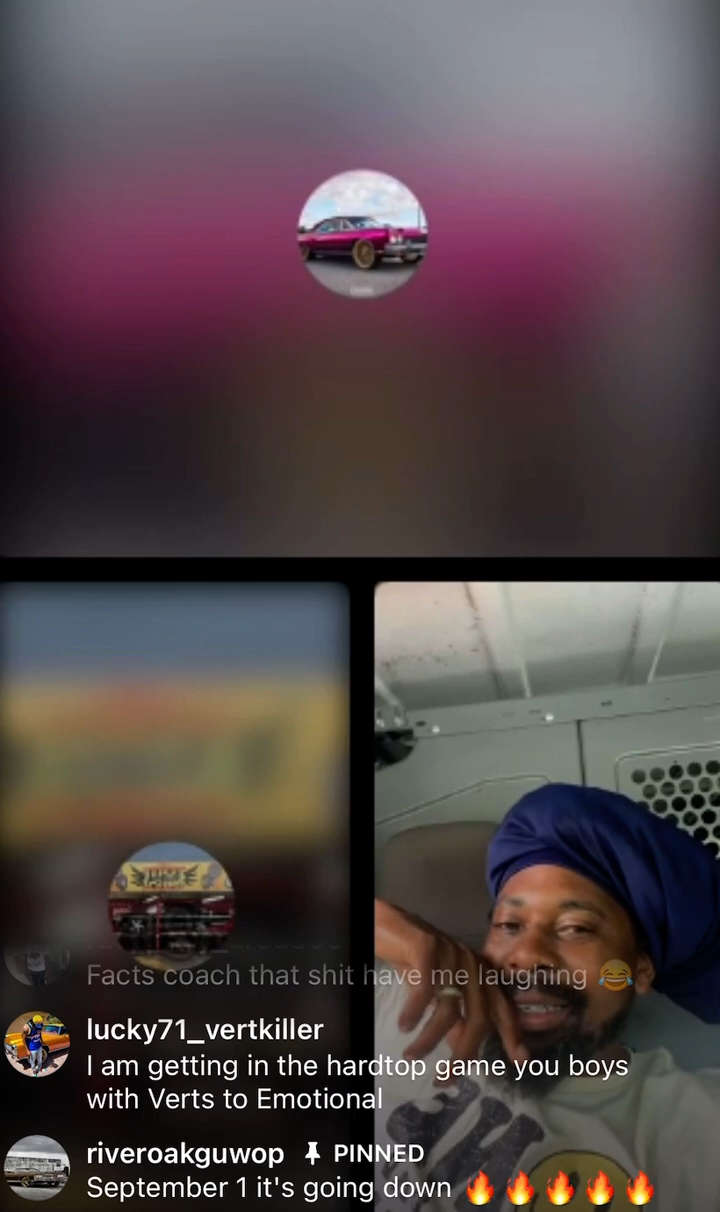 Facts coach that shit have me laughing 😂
lucky71_vertkiller
I am getting in the hardtop game you boys
with Verts to Emotional
riveroakguwop PINNED
September 1 it's going down 🔥🔥🔥🔥🔥